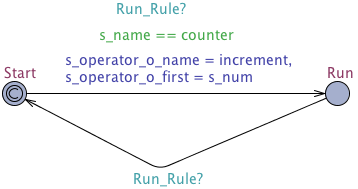 Run_Rule?
s_name == counter
s_operator_o_name = increment,
s_operator_o_first = s_num
Start
Run
C
Run_Rule?